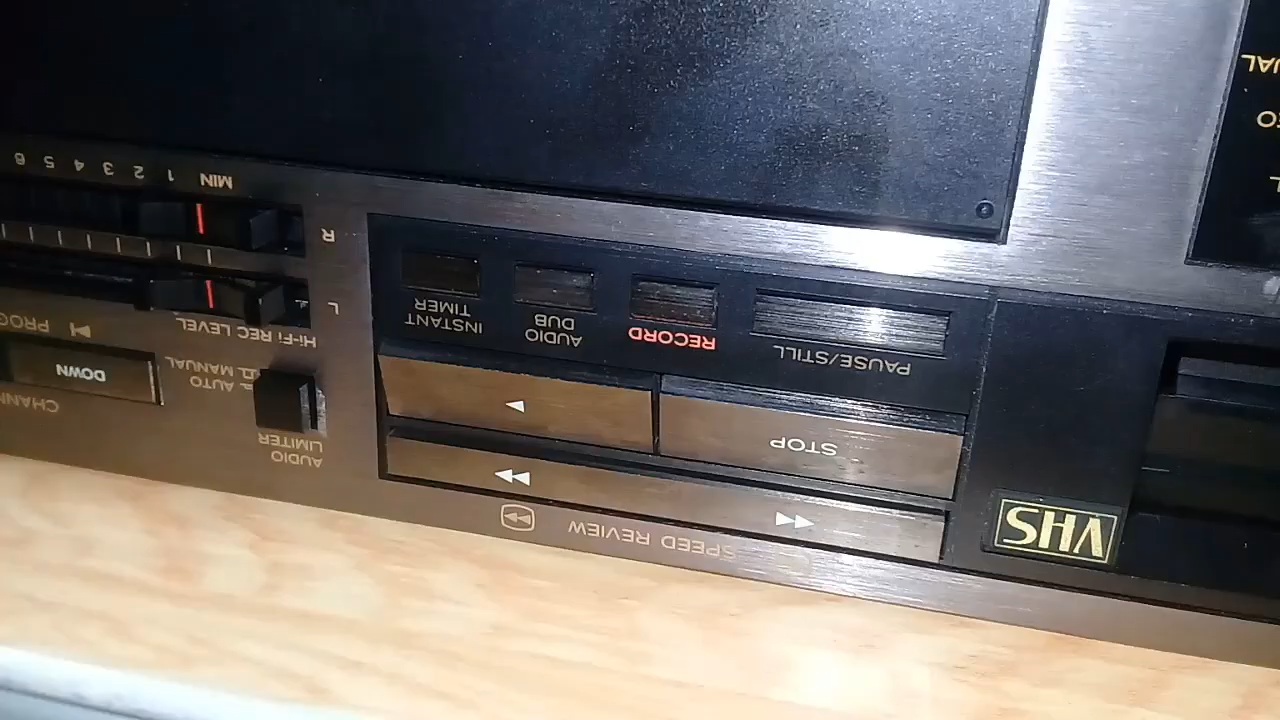 VHS
SPEED REVIEW
STOP
PAUSE/STILL
RECORD
AUDIO
DUB
INSTANT
TIMER
AUDIO
LIMITER
AUTO
MANUAL
Hi-Fi REC LEVEL
L
R
MIN 1 2 3 4 5 6
DOWN